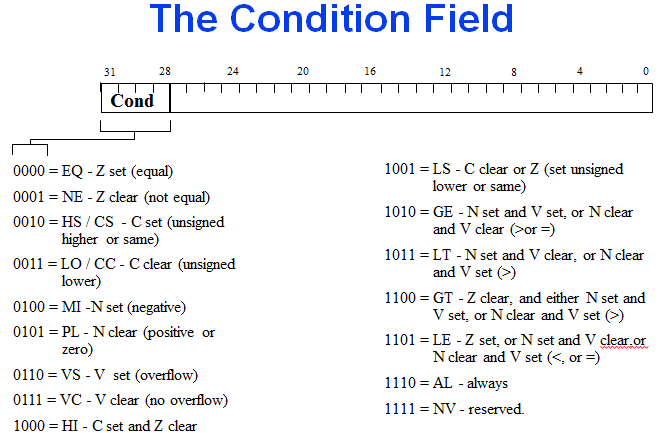 The Condition Field
31 28 24 20 16 12 8 4 0
Cond
0000 = EQ - Z set (equal)
0001 = NE - Z clear (not equal)
0010 = HS / CS - C set (unsigned
higher or same)
0011 = LO / CC - C clear (unsigned
lower)
0100 = MI -N set (negative)
0101 = PL - N clear (positive or
zero)
0110 = VS - V set (overflow)
0111 = VC - V clear (no overflow)
1000 = HI - C set and Z clear
1001 = LS - C clear or Z (set unsigned
lower or same)
1010 = GE - N set and V set, or N clear
and V clear (>or =)
1011 = LT - N set and V clear, or N clear
and V set (>)
1100 = GT - Z clear, and either N set and
V set, or N clear and V set (>)
1101 = LE - Z set, or N set and V clear,or
N clear and V set (<, or =)
1110 = AL - always
1111 = NV - reserved.